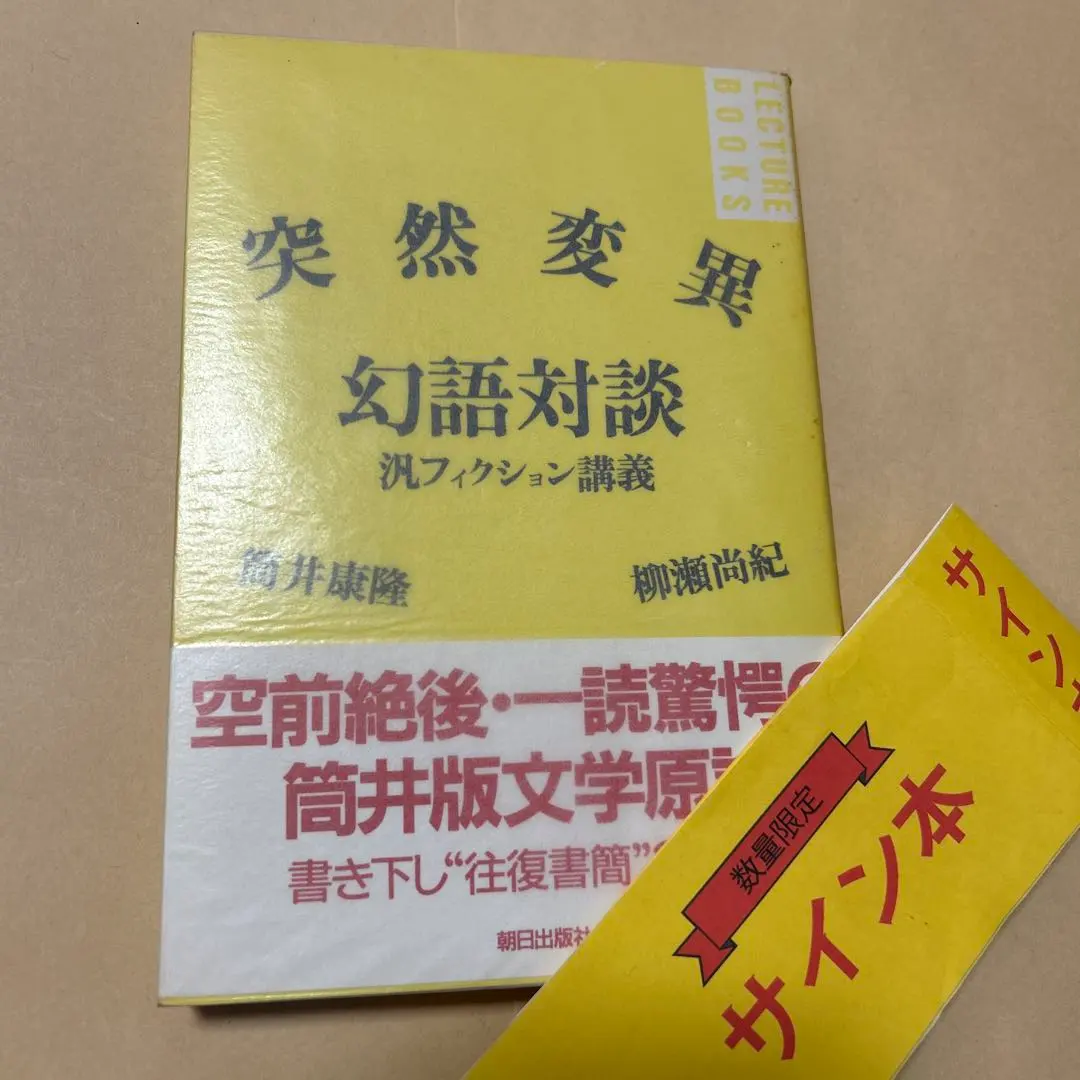 LECTURE
BOOKS
突然変異
幻語対談
汎フィクション講義
筒井康隆
柳瀬尚紀
空前絶後・一読驚愕の
筒井版文学原
書き下し“往復書簡”
朝日出版社
サイン
数量限定
サイン本